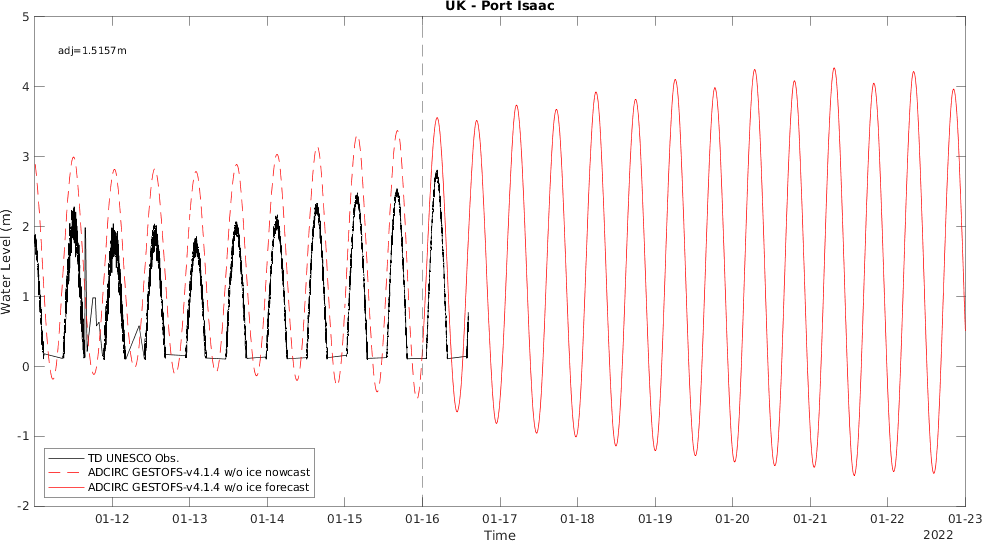 UK - Port Isaac
adj=1.5157m
5
4
3
2
1
0
-1
-2
Water Level (m)
TD UNESCO Obs.
ADCIRC GESTOFS-v4.1.4 w/o ice nowcast
ADCIRC GESTOFS-v4.1.4 w/o ice forecast
01-12 01-13 01-14 01-15 01-16 01-17 01-18 01-19 01-20 01-21 01-22 01-23
Time
2022